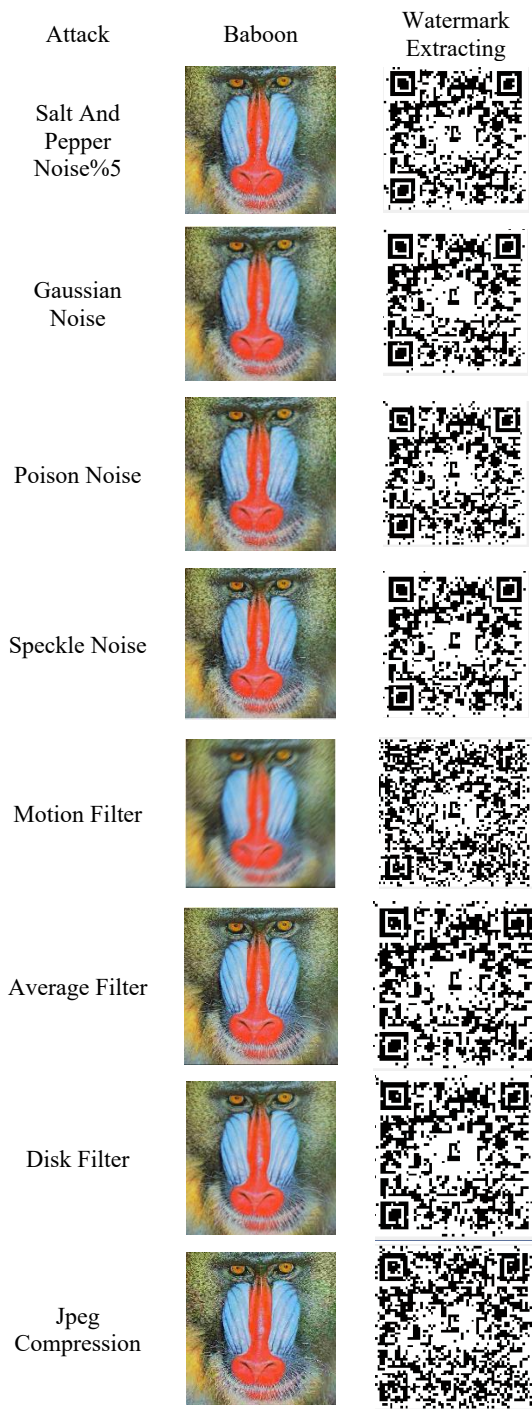 Attack
Baboon
Watermark
Extracting
Salt And
Pepper
Noise%5
Gaussian
Noise
Poison Noise
Speckle Noise
Motion Filter
Average Filter
Disk Filter
Jpeg
Compression